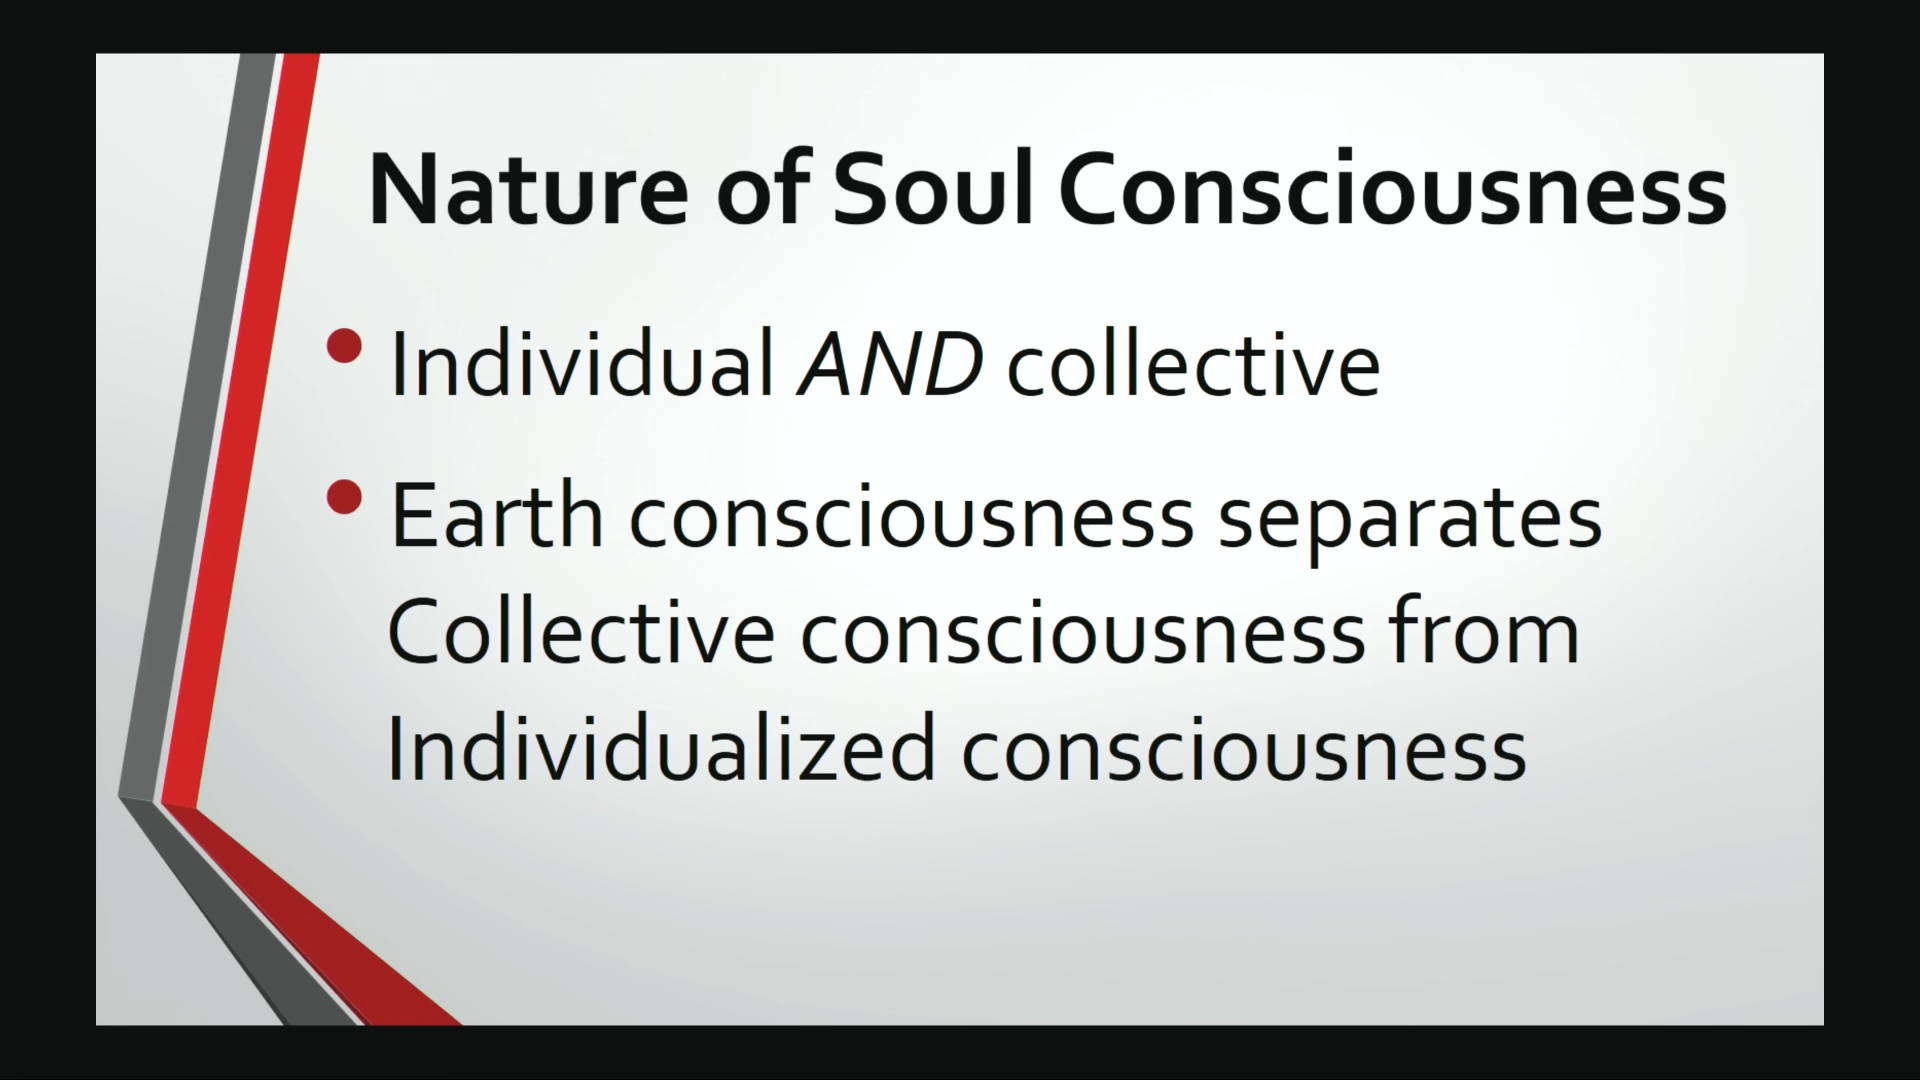 Nature of Soul Consciousness
• Individual AND collective
• Earth consciousness separates
Collective consciousness from
Individualized consciousness